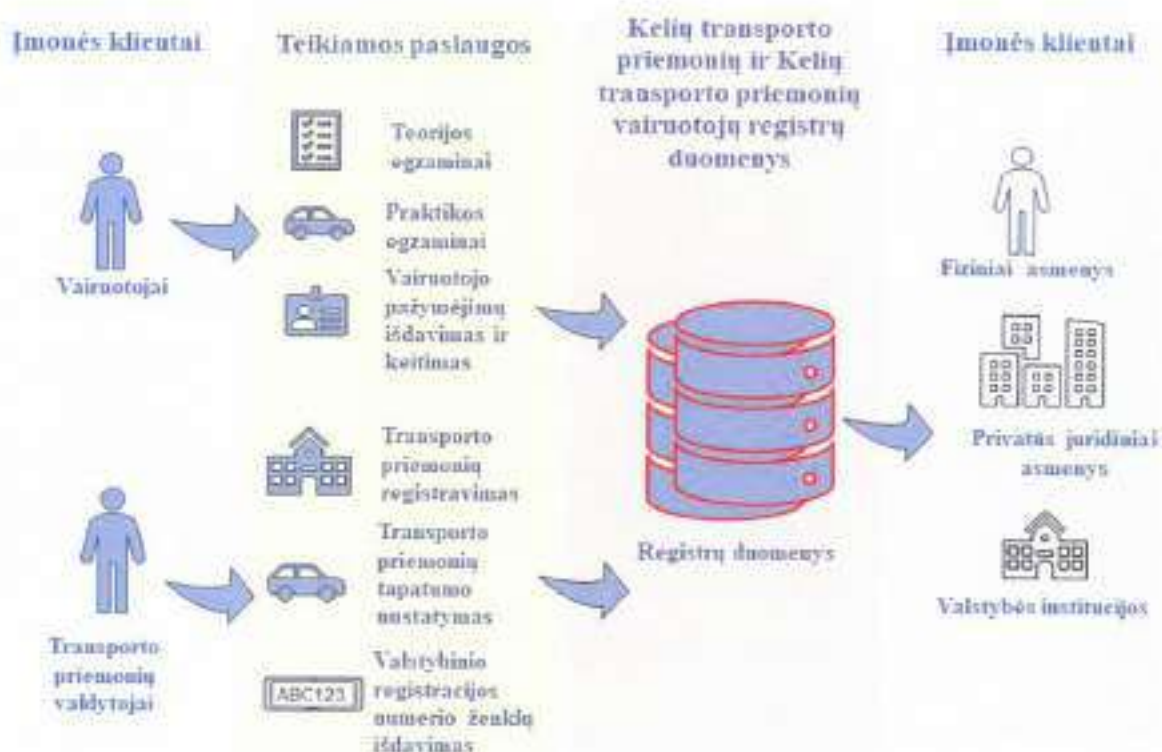 Įmonės klientai
Teikiamos paslaugos
Kelių transporto
priemonių ir Kelių
transporto priemonių
vairuotojų registrų
duomenys
Įmonės klientai
Vairuotojai
Teorijos
egzaminai
Praktikos
egzaminai
Vairuotojo
pažymėjimų
išdavimas ir
keitimas
Transporto
priemonių
valdytojai
Transporto
priemonių
registravimas
Transporto
priemonių
tapatumo
nustatymas
ABC123
Valstybinio
registracijos
numerio ženklų
išdavimas
Registrų duomenys
Fiziniai asmenys
Privatūs juridiniai
asmenys
Valstybės institucijos